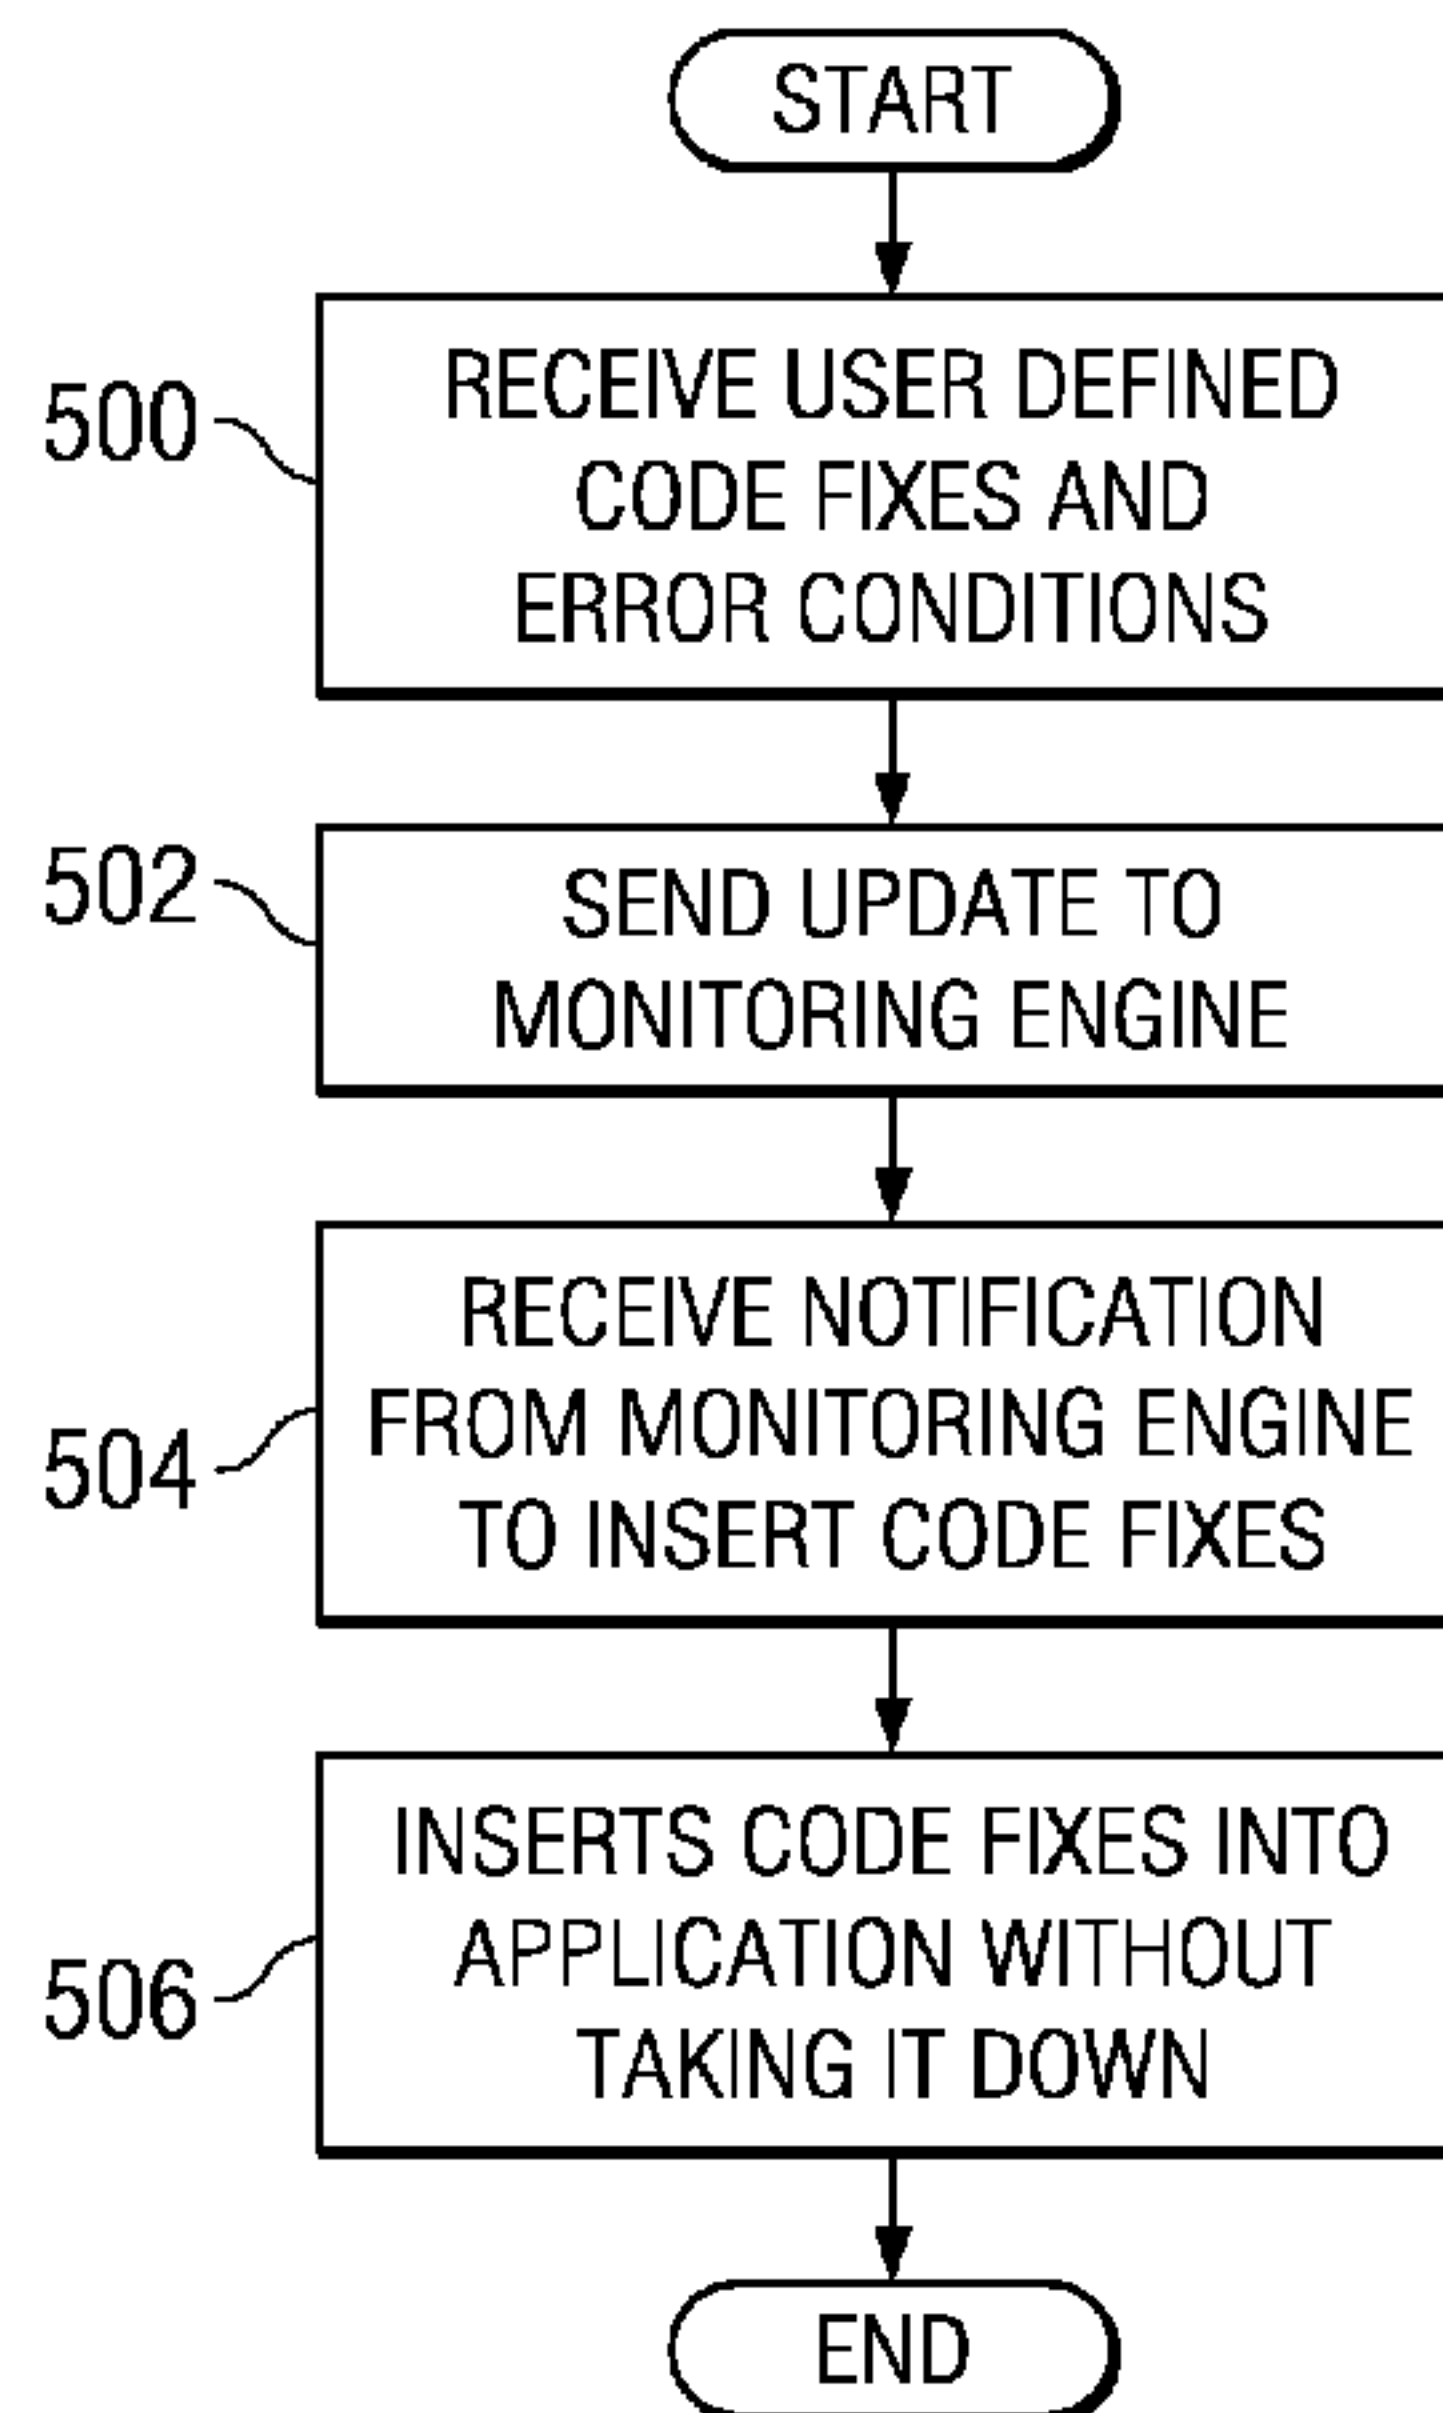 START
500
RECEIVE USER DEFINED
CODE FIXES AND
ERROR CONDITIONS
502
SEND UPDATE TO
MONITORING ENGINE
504
RECEIVE NOTIFICATION
FROM MONITORING ENGINE
TO INSERT CODE FIXES
506
INSERTS CODE FIXES INTO
APPLICATION WITHOUT
TAKING IT DOWN
END